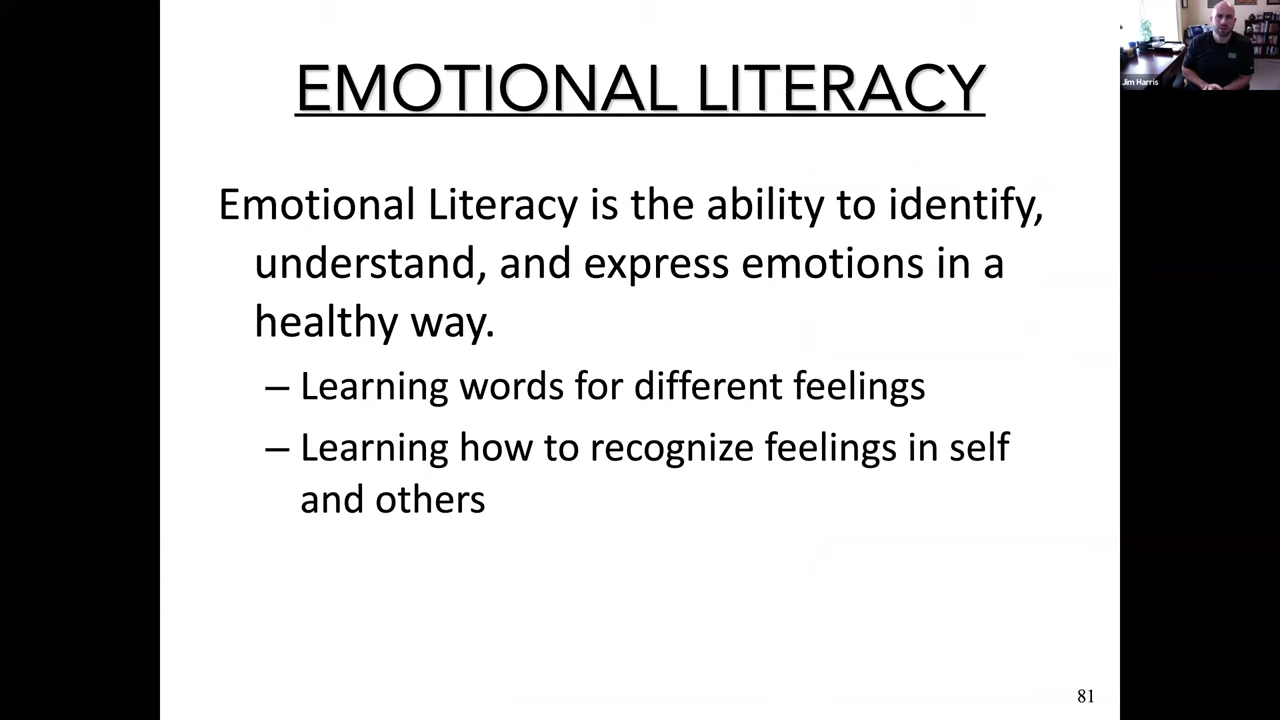 EMOTIONAL LITERACY
Emotional Literacy is the ability to identify,
understand, and express emotions in a
healthy way.
– Learning words for different feelings
– Learning how to recognize feelings in self
and others
81
Jim Harris